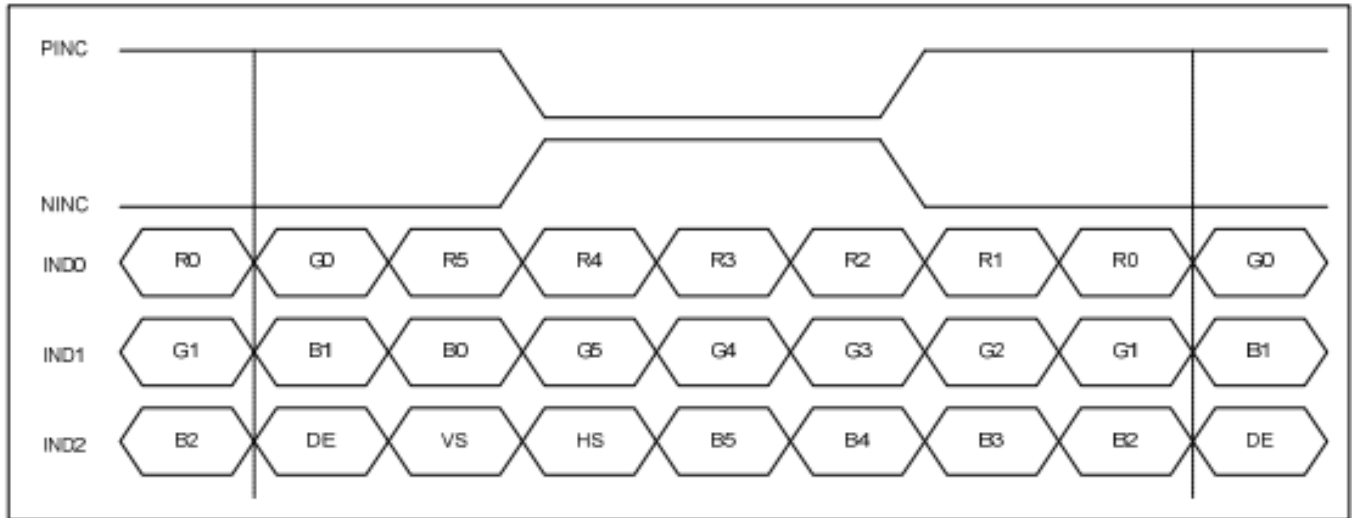 PINC
NINC
IND0 R0 G0 R5 R4 R3 R2 R1 R0 G0
IND1 G1 B1 B0 G5 G4 G3 G2 G1 B1
IND2 B2 DE VS HS B5 B4 B3 B2 DE